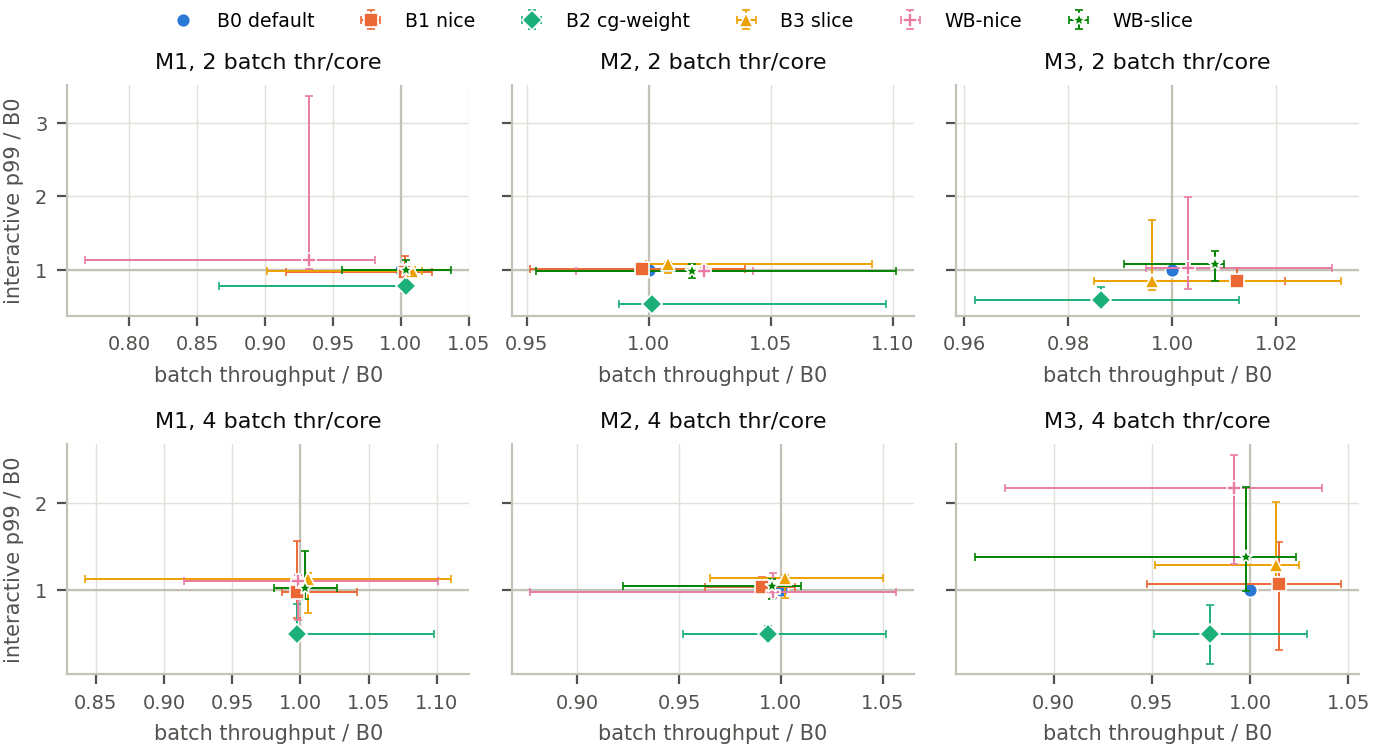 B0 default B1 nice B2 cg-weight B3 slice WB-nice WB-slice
M1, 2 batch thr/core M2, 2 batch thr/core M3, 2 batch thr/core
interactive p99 / B0
3
2
1
0.80 0.85 0.90 0.95 1.00 1.05 0.95 1.00 1.05 1.10 0.96 0.98 1.00 1.02
batch throughput / B0 batch throughput / B0 batch throughput / B0
M1, 4 batch thr/core M2, 4 batch thr/core M3, 4 batch thr/core
interactive p99 / B0
2
1
0.85 0.90 0.95 1.00 1.05 1.10 0.90 0.95 1.00 1.05 0.90 0.95 1.00 1.05
batch throughput / B0 batch throughput / B0 batch throughput / B0